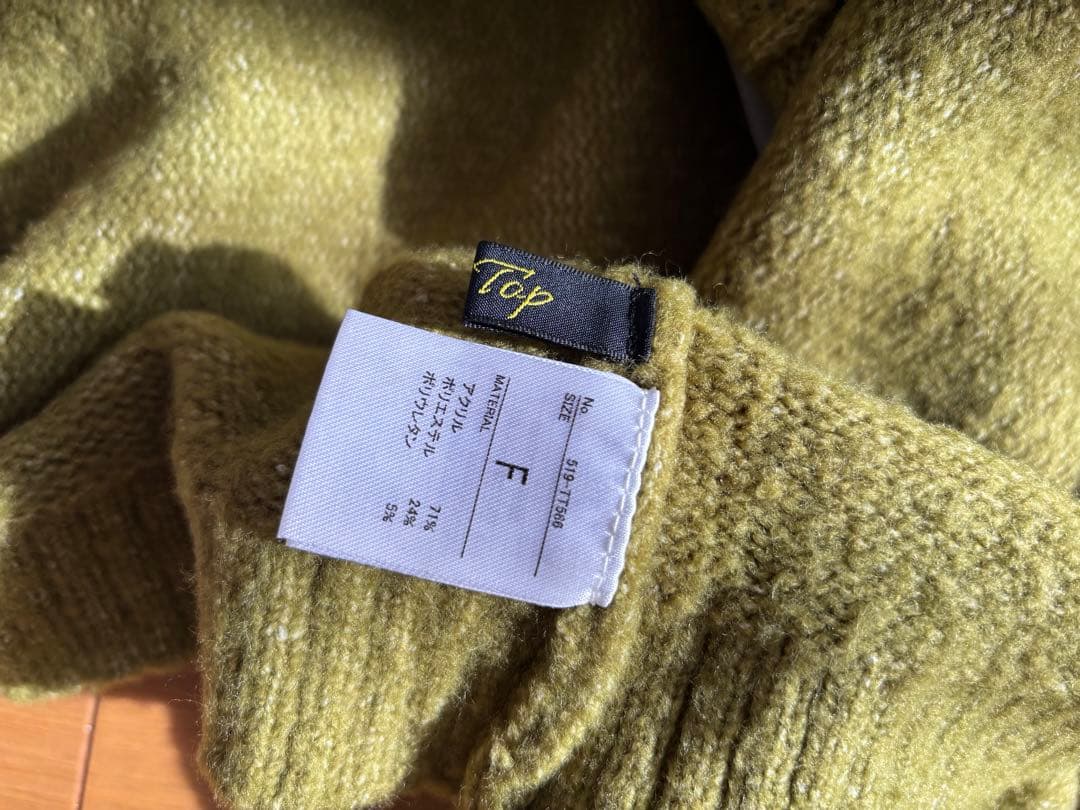 Top
No. 519-TT566
SIZE
F
MATERIAL
アクリル 71%
ポリエステル 24%
ポリウレタン 5%